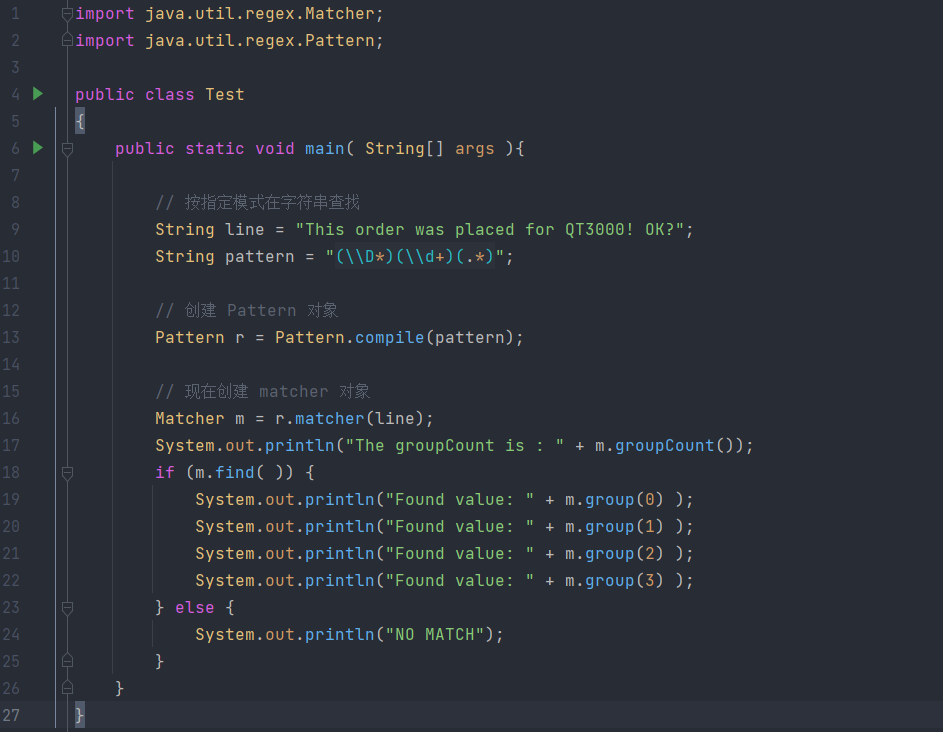 1 import java.util.regex.Matcher;
2 import java.util.regex.Pattern;
3
4 public class Test
5 {
6     public static void main( String[] args ){
7
8         // 按指定模式在字符串查找
9         String line = "This order was placed for QT3000! OK?";
10         String pattern = "(\\D*)(\\d+)(.*)";
11
12         // 创建 Pattern 对象
13         Pattern r = Pattern.compile(pattern);
14
15         // 现在创建 matcher 对象
16         Matcher m = r.matcher(line);
17         System.out.println("The groupCount is : " + m.groupCount());
18         if (m.find( )) {
19             System.out.println("Found value: " + m.group(0) );
20             System.out.println("Found value: " + m.group(1) );
21             System.out.println("Found value: " + m.group(2) );
22             System.out.println("Found value: " + m.group(3) );
23         } else {
24             System.out.println("NO MATCH");
25         }
26     }
27 }